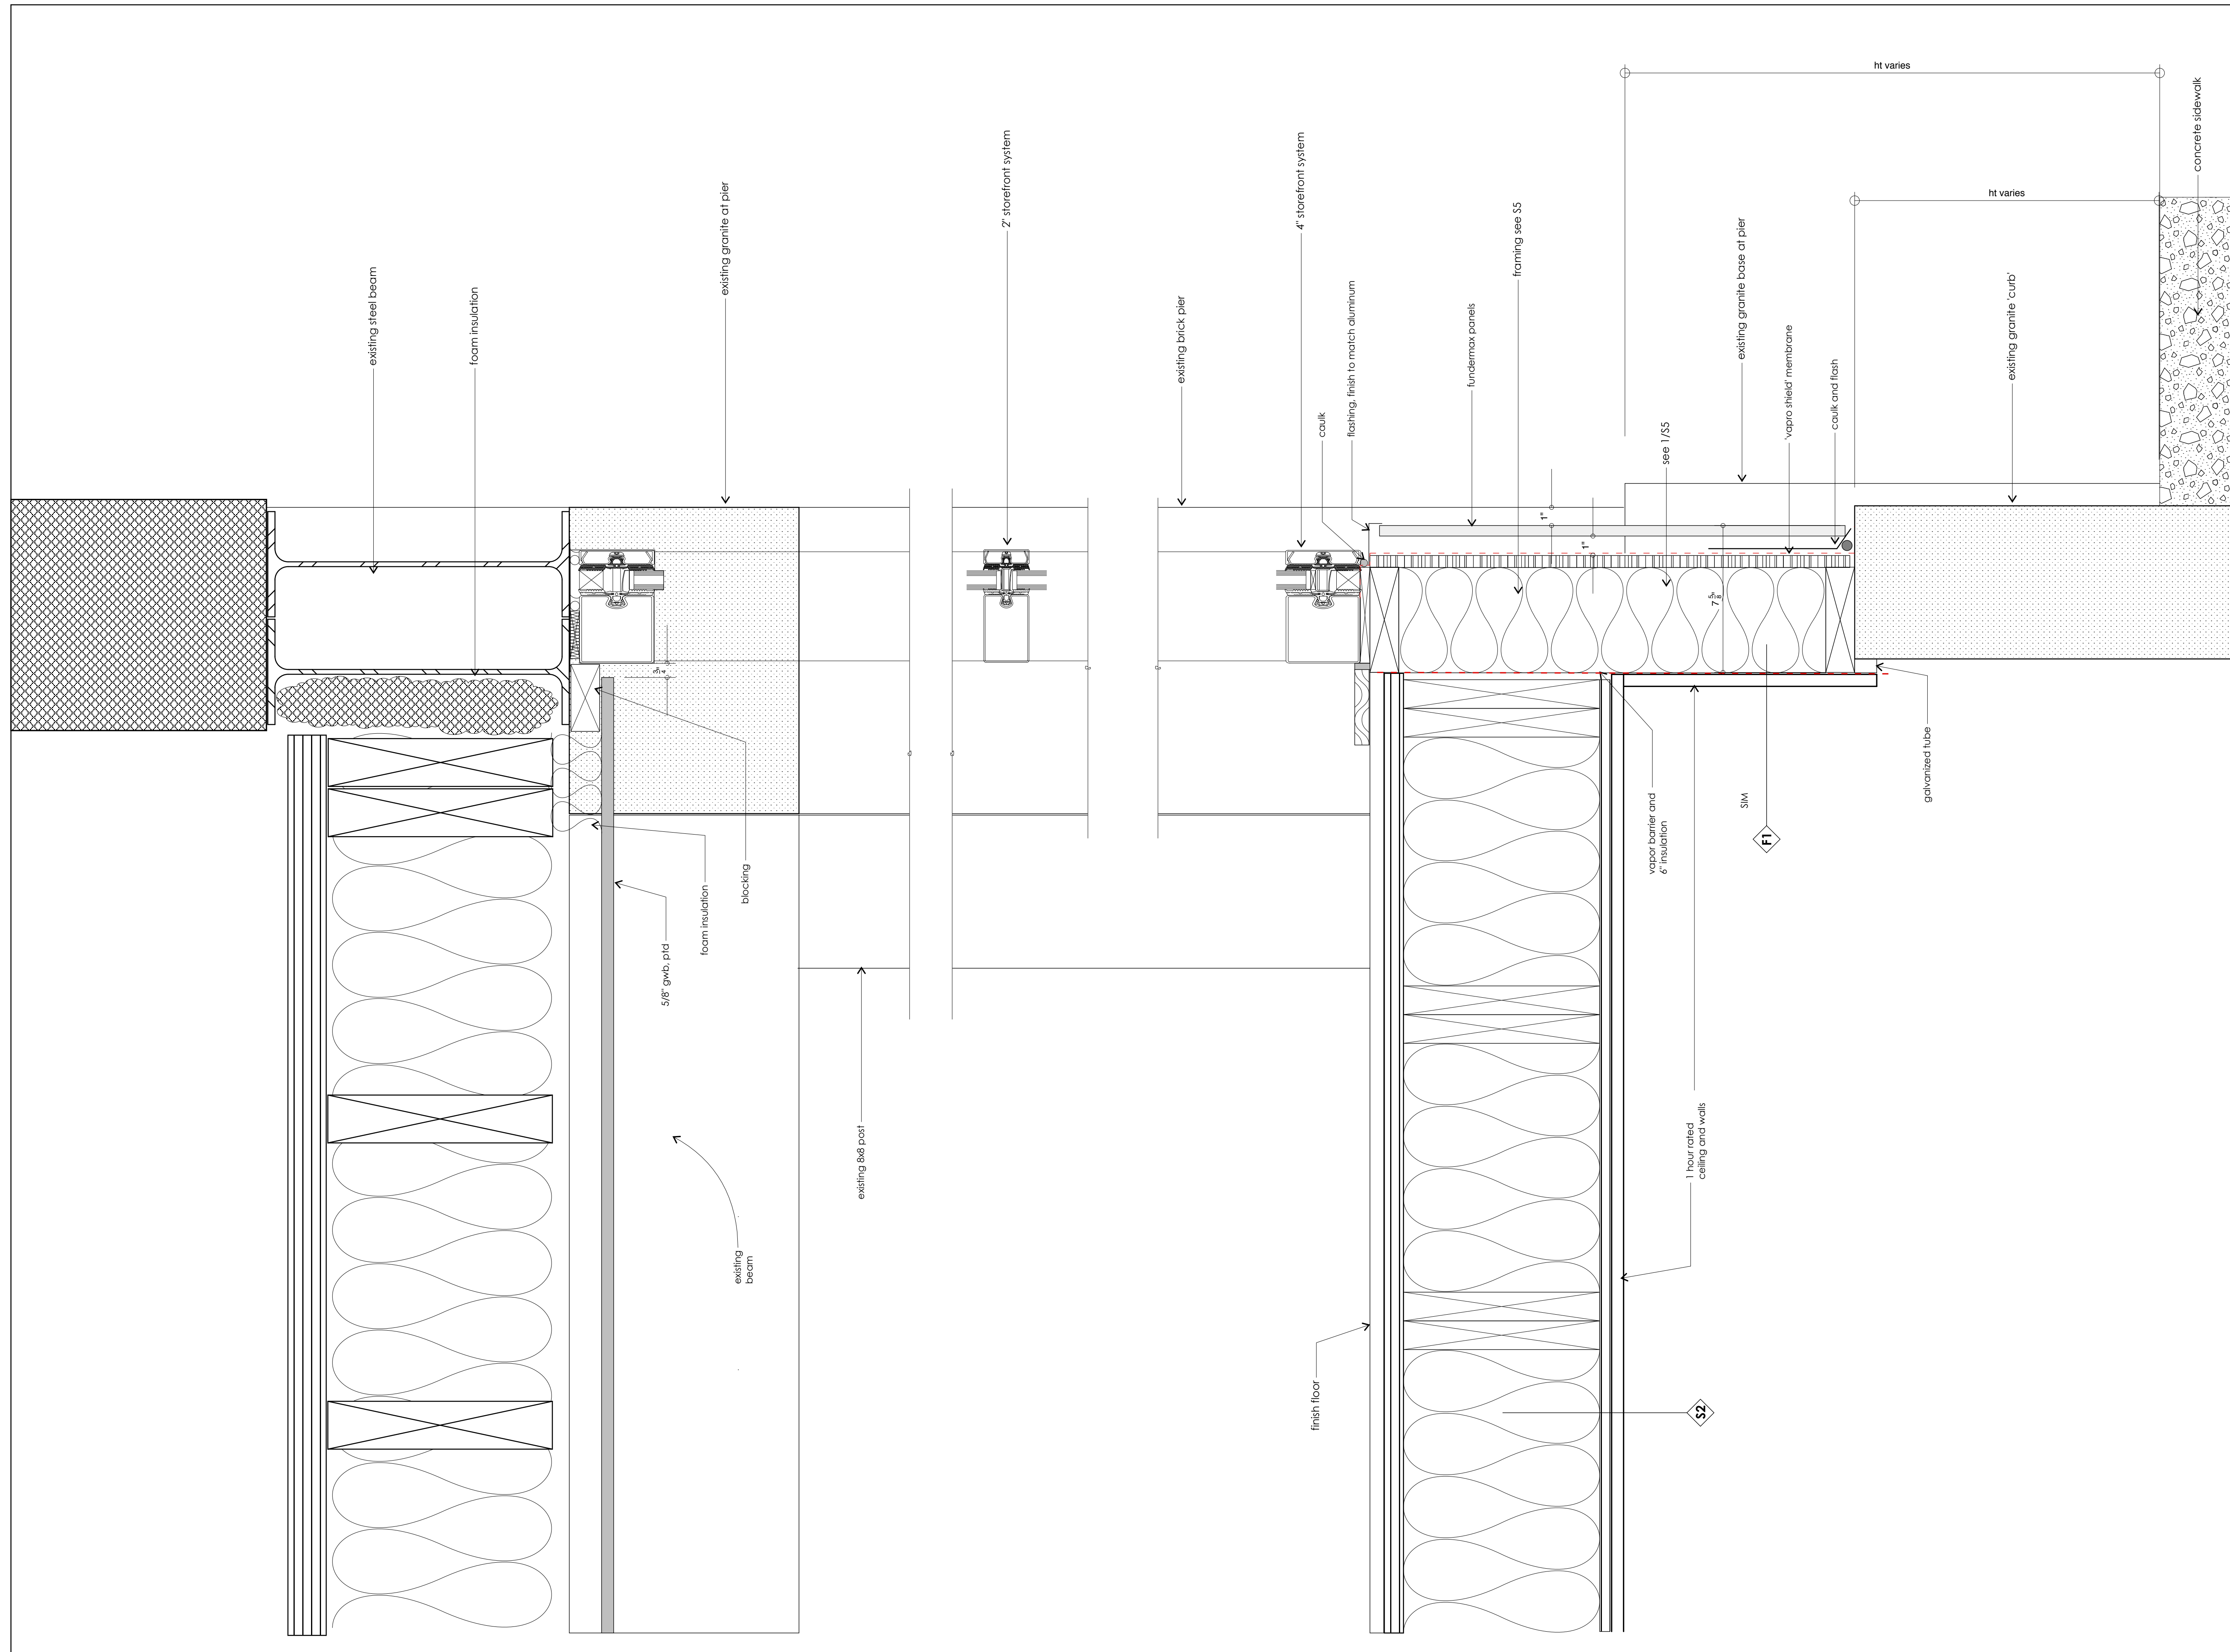 ht varies
ht varies
concrete sidewalk
2" storefront system
4" storefront system
existing granite at pier
framing see S5
existing granite base at pier
existing steel beam
foam insulation
existing brick pier
caulk
flashing, finish to match aluminum
fundermax panels
see 1/S5
'vapro shield' membrane
caulk and flash
existing granite 'curb'
1"
1"
7 5/8"
3/4"
5/8" gwb, ptd
foam insulation
blocking
existing
beam
existing 8x8 post
finish floor
vapor barrier and
6" insulation
SIM
F1
galvanized tube
1 hour rated
ceiling and walls
S2